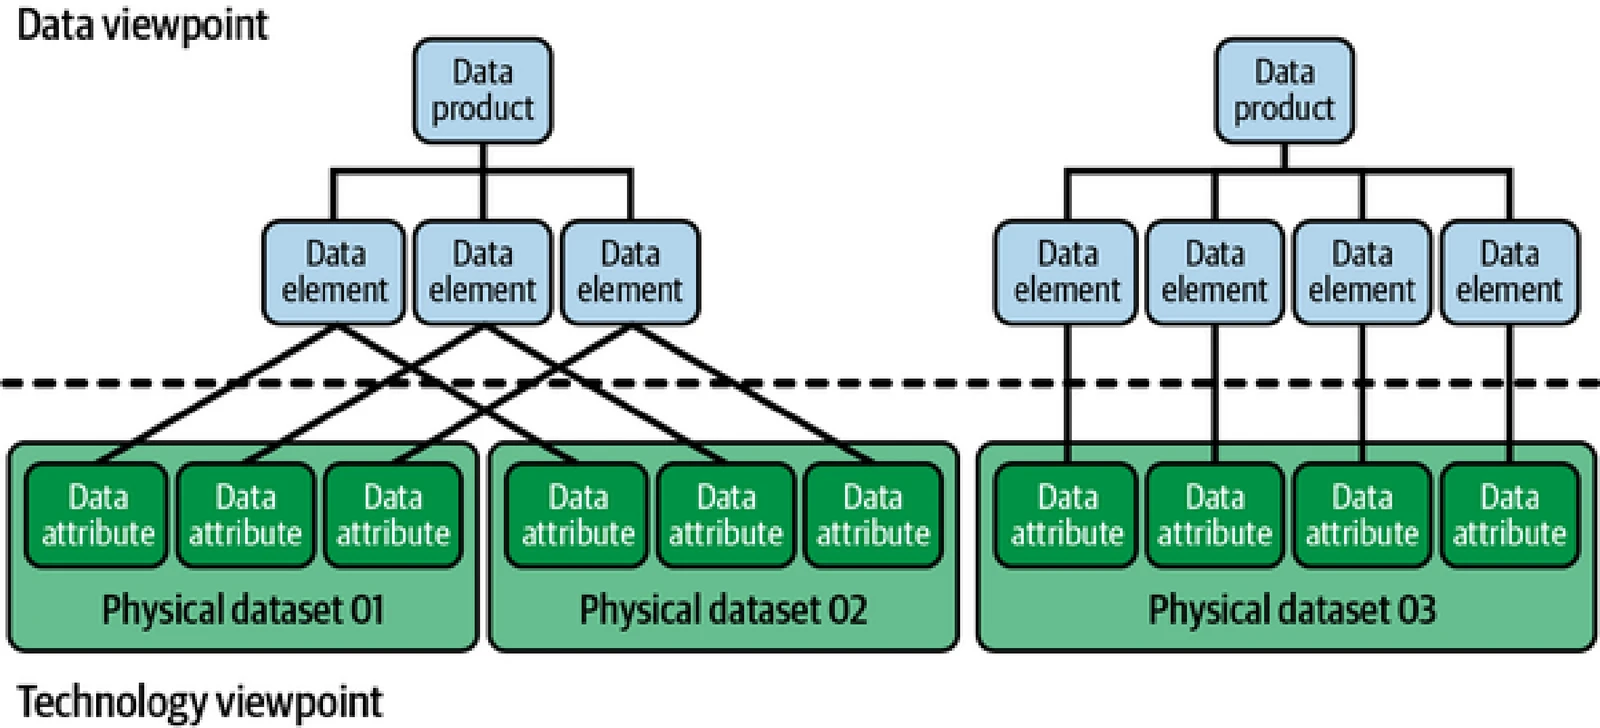 Data viewpoint
Data
product
Data
product
Data
element
Data
element
Data
element
Data
element
Data
element
Data
element
Data
element
Data
attribute
Data
attribute
Data
attribute
Data
attribute
Data
attribute
Data
attribute
Data
attribute
Data
attribute
Data
attribute
Data
attribute
Physical dataset 01
Physical dataset 02
Physical dataset 03
Technology viewpoint